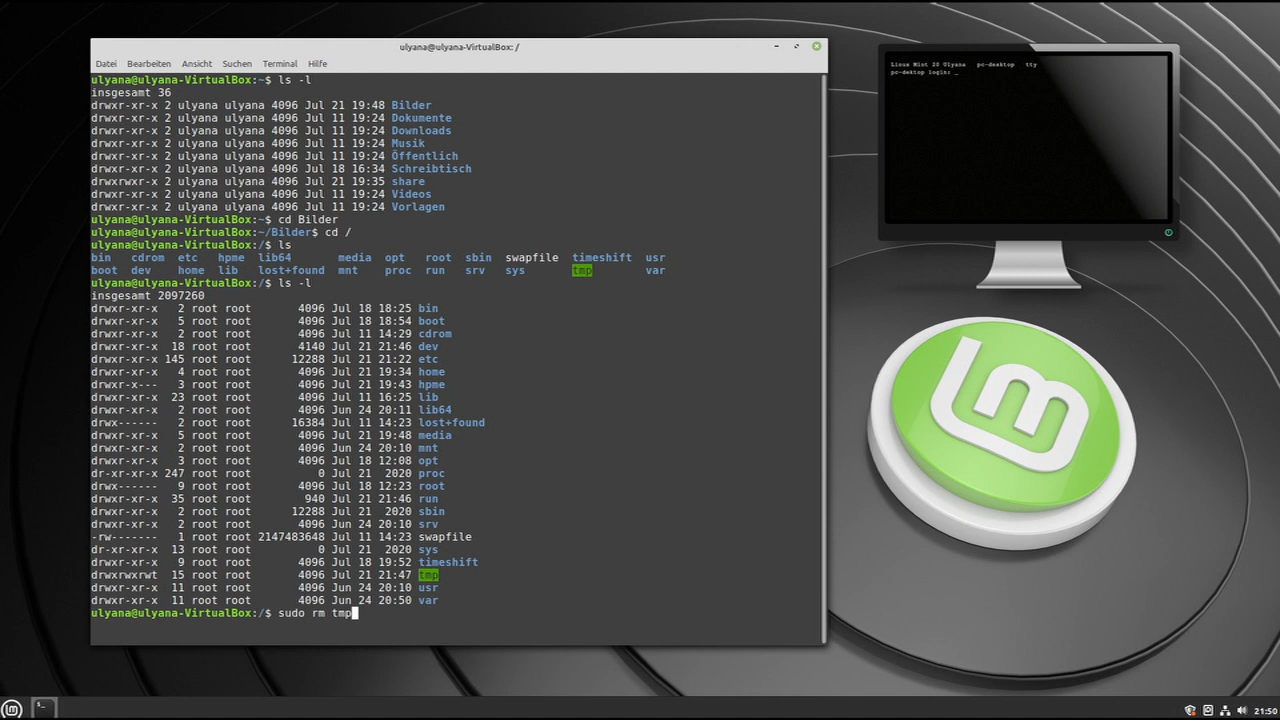 ulyana@ulyana-VirtualBox: /
Datei Bearbeiten Ansicht Suchen Terminal Hilfe
ulyana@ulyana-VirtualBox:~$ ls -l
insgesamt 36
drwxr-xr-x 2 ulyana ulyana 4096 Jul 21 19:48 Bilder
drwxr-xr-x 2 ulyana ulyana 4096 Jul 11 19:24 Dokumente
drwxr-xr-x 2 ulyana ulyana 4096 Jul 11 19:24 Downloads
drwxr-xr-x 2 ulyana ulyana 4096 Jul 11 19:24 Musik
drwxr-xr-x 2 ulyana ulyana 4096 Jul 11 19:24 Öffentlich
drwxr-xr-x 2 ulyana ulyana 4096 Jul 18 16:34 Schreibtisch
drwxrwxr-x 2 ulyana ulyana 4096 Jul 21 19:35 share
drwxr-xr-x 2 ulyana ulyana 4096 Jul 11 19:24 Videos
drwxr-xr-x 2 ulyana ulyana 4096 Jul 11 19:24 Vorlagen
ulyana@ulyana-VirtualBox:~$ cd Bilder
ulyana@ulyana-VirtualBox:~/Bilder$ cd /
ulyana@ulyana-VirtualBox:/$ ls
bin cdrom etc hpme lib64 media opt root sbin swapfile timeshift usr
boot dev home lib lost+found mnt proc run srv sys tmp var
ulyana@ulyana-VirtualBox:/$ ls -l
insgesamt 2097260
drwxr-xr-x 2 root root 4096 Jul 18 18:25 bin
drwxr-xr-x 5 root root 4096 Jul 18 18:54 boot
drwxr-xr-x 2 root root 4096 Jul 11 14:29 cdrom
drwxr-xr-x 18 root root 4140 Jul 21 21:46 dev
drwxr-xr-x 145 root root 12288 Jul 21 21:22 etc
drwxr-xr-x 4 root root 4096 Jul 21 19:34 home
drwxr-x--- 3 root root 4096 Jul 21 19:43 hpme
drwxr-xr-x 23 root root 4096 Jul 11 16:25 lib
drwxr-xr-x 2 root root 4096 Jun 24 20:11 lib64
drwx------ 2 root root 16384 Jul 11 14:23 lost+found
drwxr-xr-x 5 root root 4096 Jul 21 19:48 media
drwxr-xr-x 2 root root 4096 Jun 24 20:10 mnt
drwxr-xr-x 3 root root 4096 Jul 18 12:08 opt
dr-xr-xr-x 247 root root 0 Jul 21 2020 proc
drwx------ 9 root root 4096 Jul 18 12:23 root
drwxr-xr-x 35 root root 940 Jul 21 21:46 run
drwxr-xr-x 2 root root 12288 Jul 21 2020 sbin
drwxr-xr-x 2 root root 4096 Jun 24 20:10 srv
-rw------- 1 root root 2147483648 Jul 11 14:23 swapfile
dr-xr-xr-x 13 root root 0 Jul 21 2020 sys
drwxr-xr-x 9 root root 4096 Jul 18 19:52 timeshift
drwxrwxrwt 15 root root 4096 Jul 21 21:47 tmp
drwxr-xr-x 11 root root 4096 Jun 24 20:10 usr
drwxr-xr-x 11 root root 4096 Jun 24 20:50 var
ulyana@ulyana-VirtualBox:/$ sudo rm tmp
Linux Mint 20 Ulyana pc-desktop tty
pc-dektop login: _
21:50